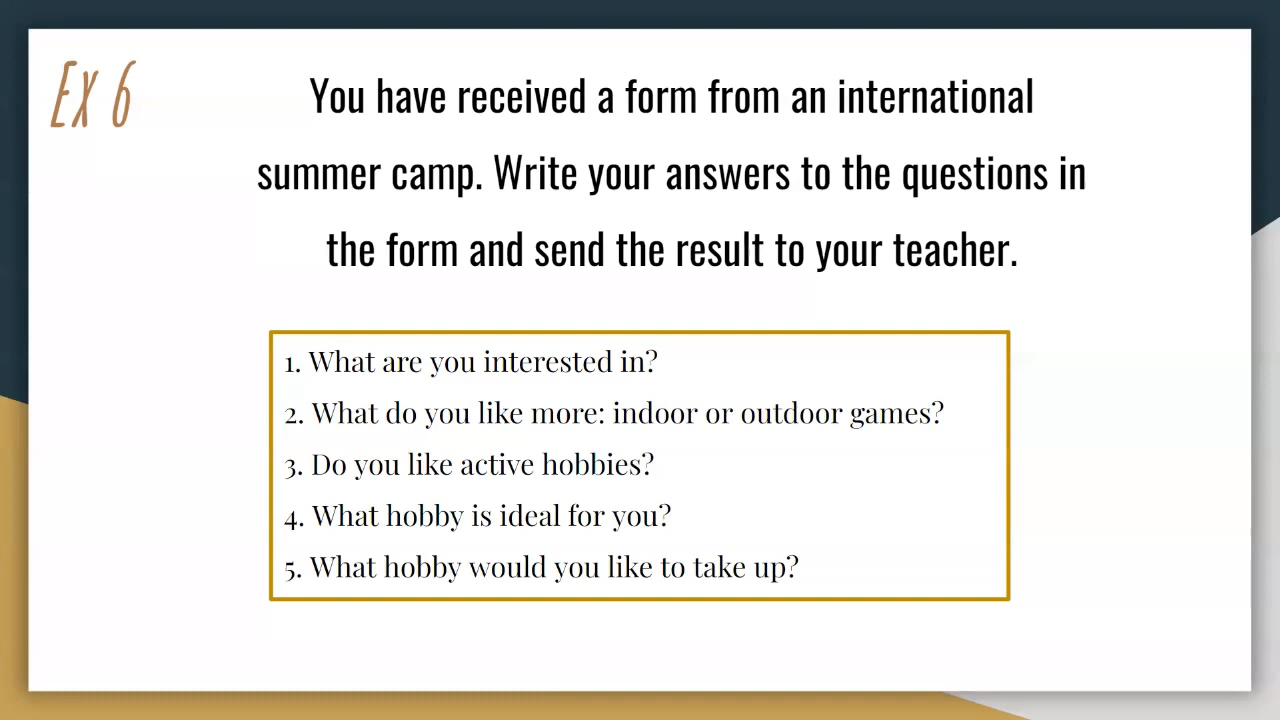 Ex 6
You have received a form from an international
summer camp. Write your answers to the questions in
the form and send the result to your teacher.
1. What are you interested in?
2. What do you like more: indoor or outdoor games?
3. Do you like active hobbies?
4. What hobby is ideal for you?
5. What hobby would you like to take up?